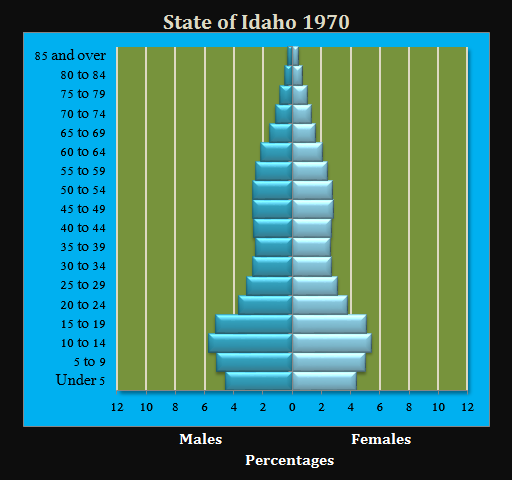 State of Idaho 1970
85 and over
80 to 84
75 to 79
70 to 74
65 to 69
60 to 64
55 to 59
50 to 54
45 to 49
40 to 44
35 to 39
30 to 34
25 to 29
20 to 24
15 to 19
10 to 14
5 to 9
Under 5
12 10 8 6 4 2 0 2 4 6 8 10 12
Males Females
Percentages